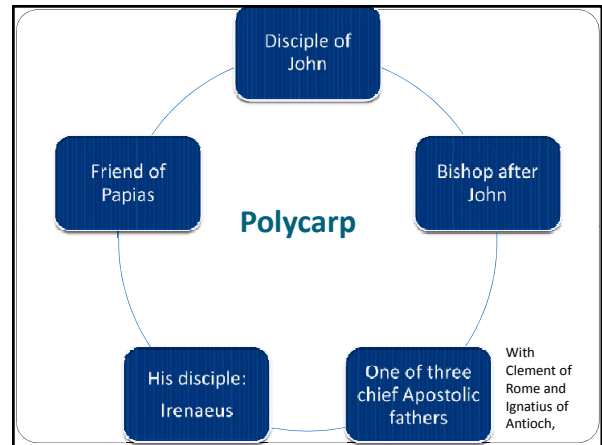 Disciple of
John
Friend of
Papias
Bishop after
John
Polycarp
His disciple:
Irenaeus
One of three
chief Apostolic
fathers
With
Clement of
Rome and
Ignatius of
Antioch,